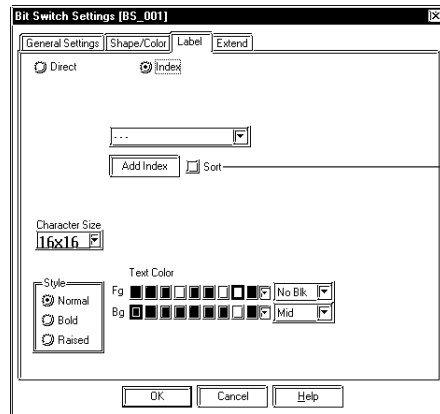 Bit Switch Settings [BS_001]
General Settings Shape/Color Label Extend
Direct Index
---
Add Index Sort
Character Size
16x16
Text Color
Style
Fg No Blk
Normal
Bg Mid
Bold
Raised
OK Cancel Help